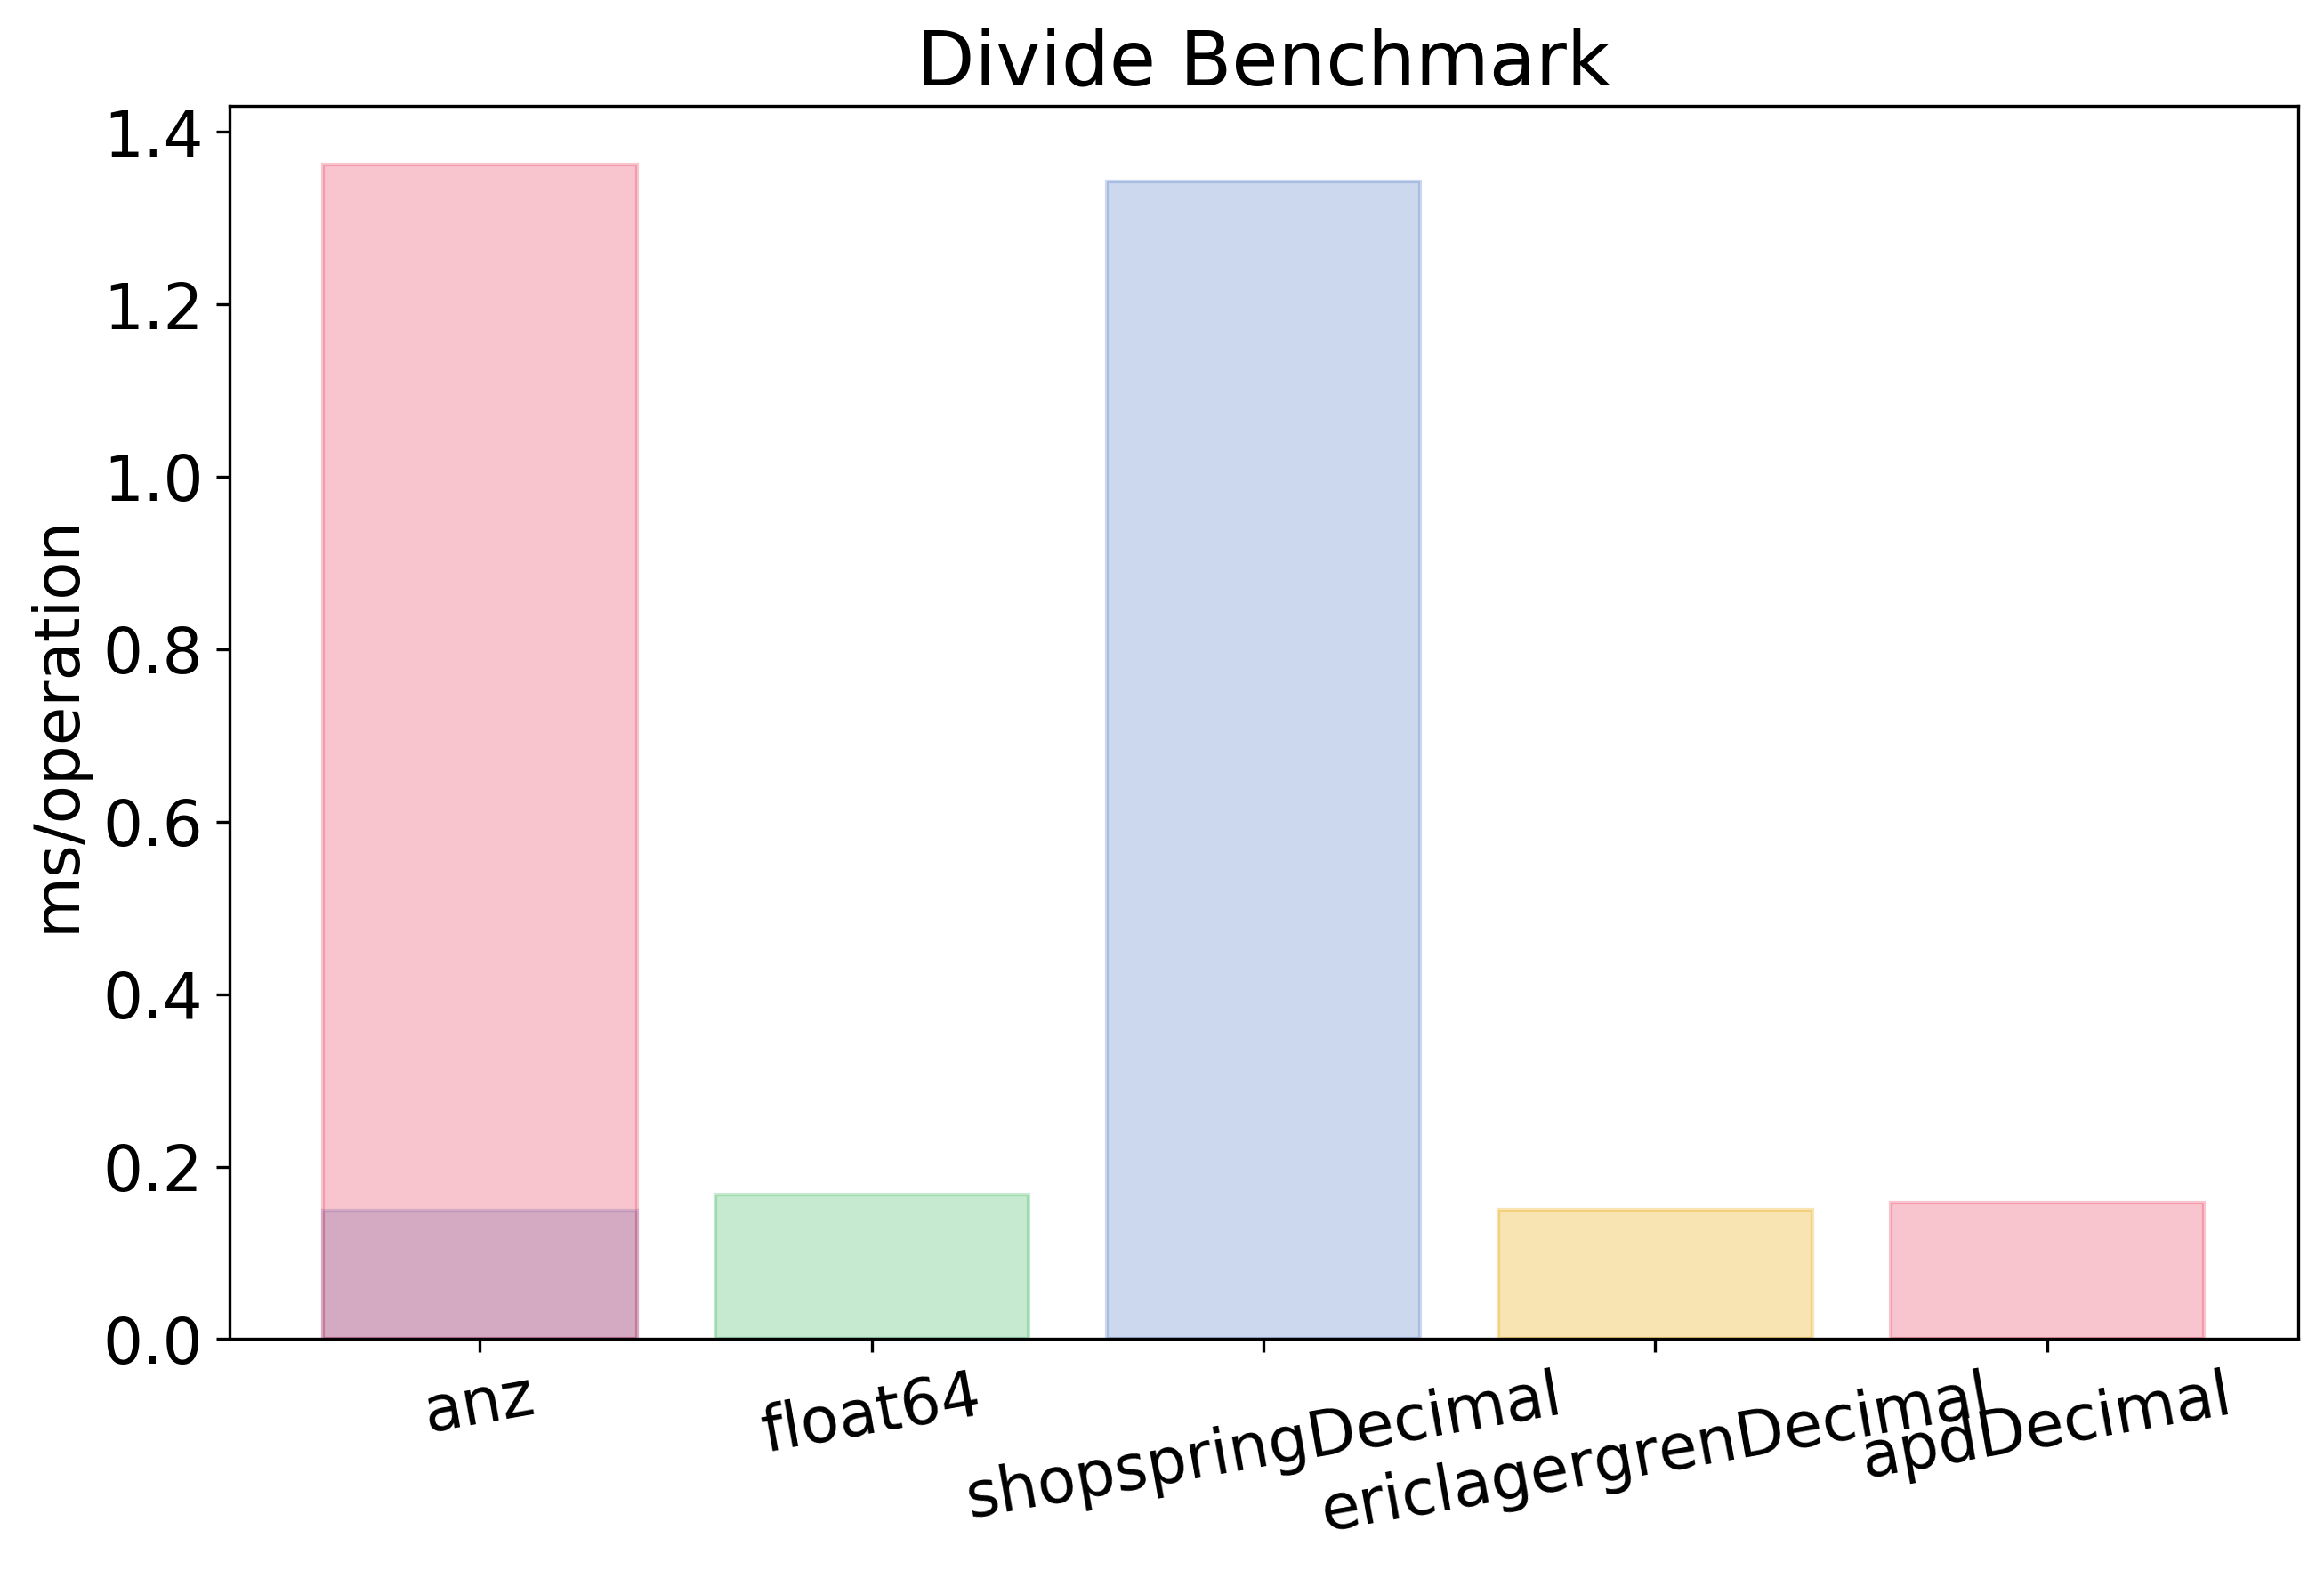 Divide Benchmark
ms/operation
1.4
1.2
1.0
0.8
0.6
0.4
0.2
0.0
anz
float64
shopspringDecimal
ericlagergrenDecimal
apdDecimal